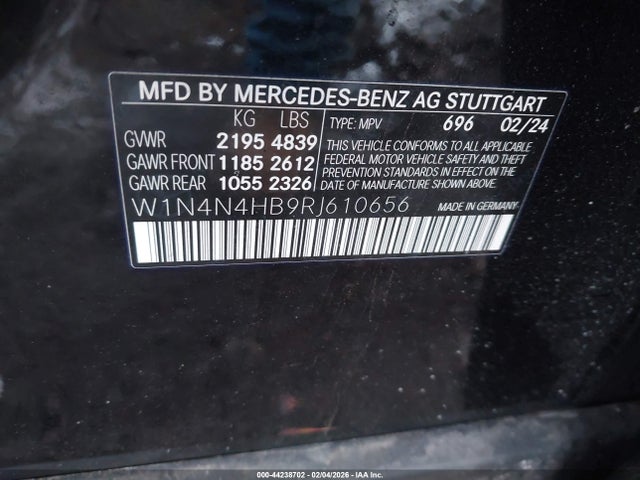 MFD BY MERCEDES-BENZ AG STUTTGART
KG LBS TYPE: MPV 696 02/24
GVWR 2195 4839
GAWR FRONT 1185 2612
GAWR REAR 1055 2326
THIS VEHICLE CONFORMS TO ALL APPLICABLE
FEDERAL MOTOR VEHICLE SAFETY AND THEFT
PREVENTION STANDARDS IN EFFECT ON THE
DATE OF MANUFACTURE SHOWN ABOVE.
W1N4N4HB9RJ610656
MADE IN GERMANY
000-44238702 - 02/04/2026 - IAA Inc.